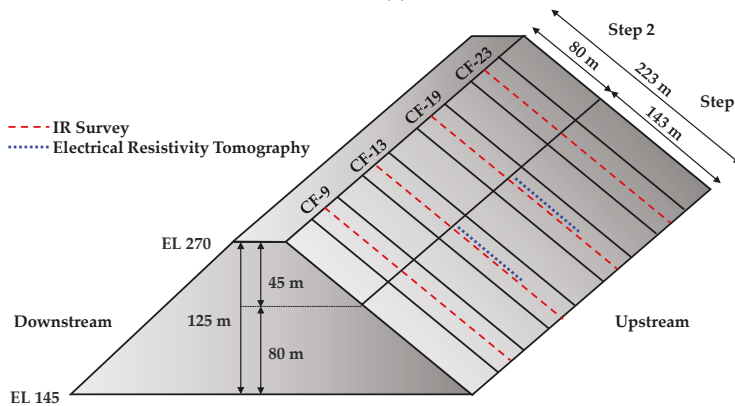 Step 2
80 m
223 m
Step
143 m
CF-23
CF-19
CF-13
CF-9
IR Survey
Electrical Resistivity Tomography
EL 270
45 m
Downstream
125 m
Upstream
80 m
EL 145